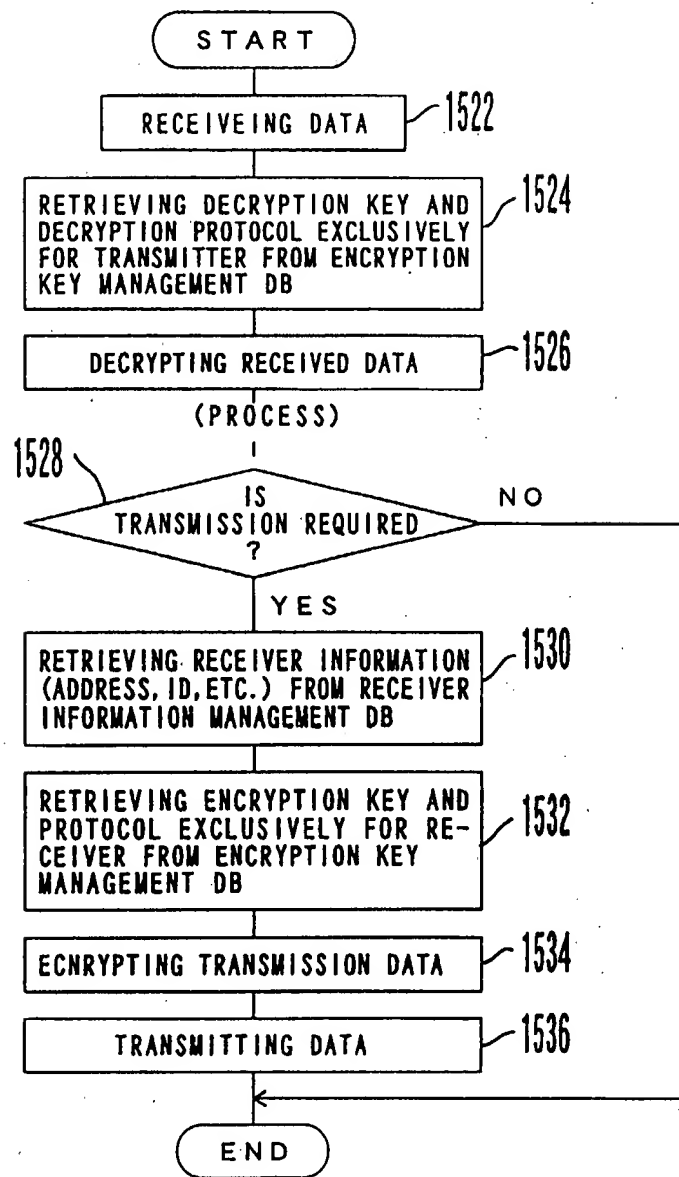 START
RECEIVEING DATA
1522
RETRIEVING DECRYPTION KEY AND
DECRYPTION PROTOCOL EXCLUSIVELY
FOR TRANSMITTER FROM ENCRYPTION
KEY MANAGEMENT DB
1524
DECRYPTING RECEIVED DATA
1526
(PROCESS)
1528
IS
TRANSMISSION REQUIRED
?
NO
YES
RETRIEVING RECEIVER INFORMATION
(ADDRESS, ID, ETC.) FROM RECEIVER
INFORMATION MANAGEMENT DB
1530
RETRIEVING ENCRYPTION KEY AND
PROTOCOL EXCLUSIVELY FOR RE-
CEIVER FROM ENCRYPTION KEY
MANAGEMENT DB
1532
ECNRYPTING TRANSMISSION DATA
1534
TRANSMITTING DATA
1536
END